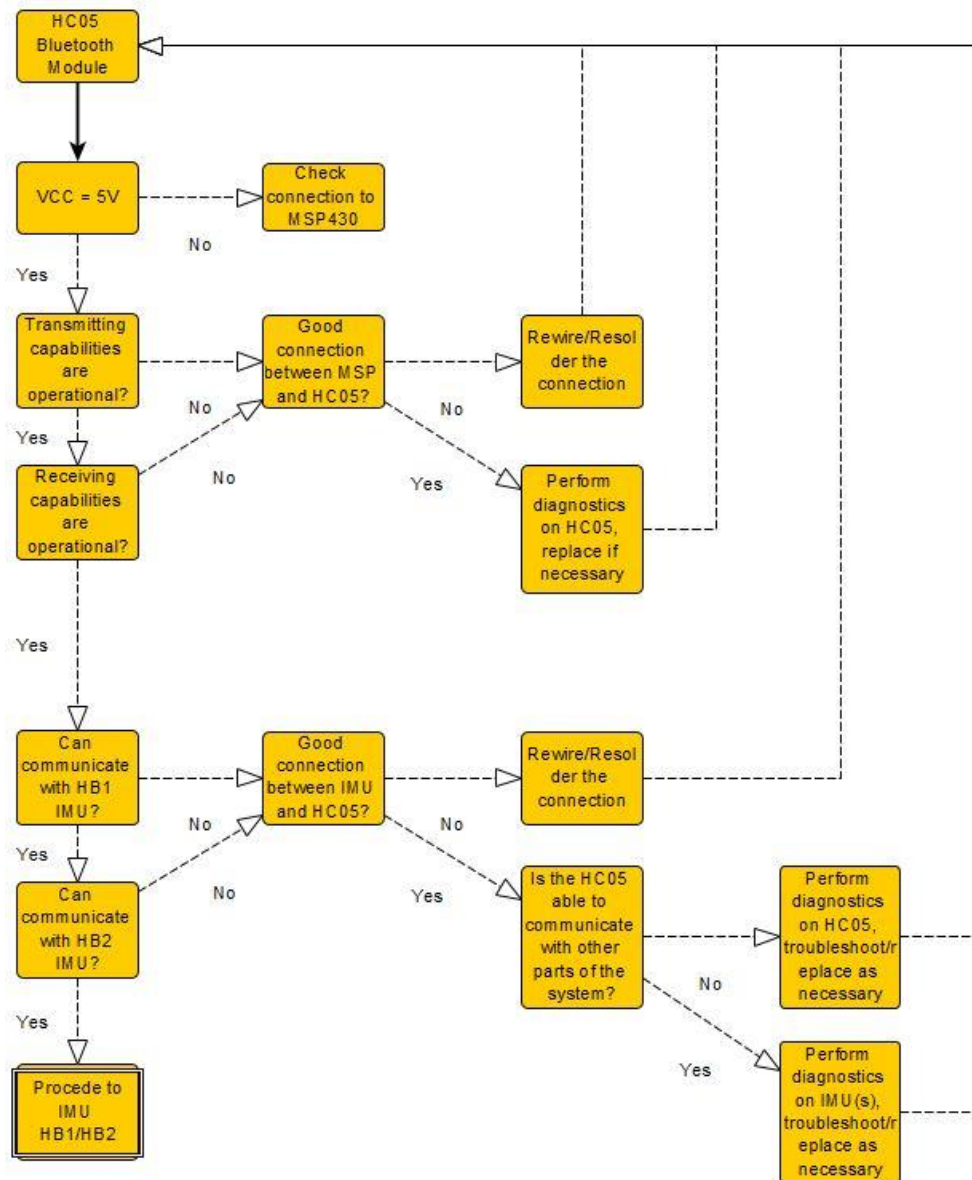 HC05
Bluetooth
Module
VCC = 5V
Check
connection to
MSP430
No
Yes
Transmitting
capabilities
are
operational?
Good
connection
between MSP
and HC05?
Rewire/Resol
der the
connection
No
No
Yes
Receiving
capabilities
are
operational?
No
Yes
Perform
diagnostics
on HC05,
replace if
necessary
Yes
Can
communicate
with HB1
IMU?
Good
connection
between IMU
and HC05?
Rewire/Resol
der the
connection
No
No
Yes
Can
communicate
with HB2
IMU?
No
Yes
Is the HC05
able to
communicate
with other
parts of the
system?
Perform
diagnostics
on HC05,
troubleshoot/r
eplace as
necessary
No
Yes
Yes
Procede to
IMU
HB1/HB2
Perform
diagnostics
on IMU(s),
troubleshoot/r
eplace as
necessary